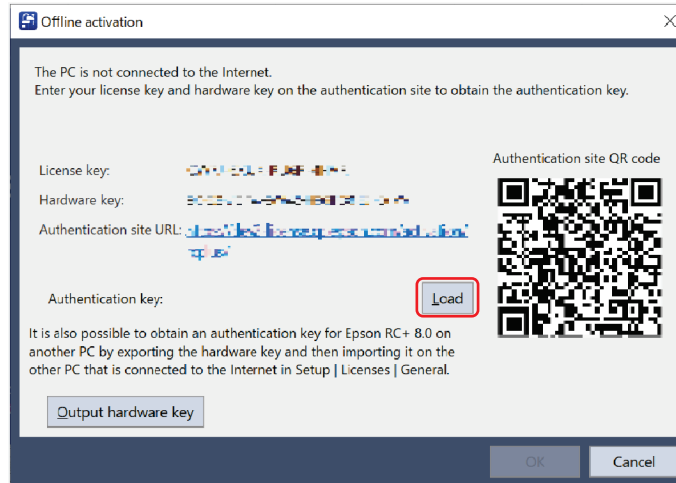 Offline activation
The PC is not connected to the Internet.
Enter your license key and hardware key on the authentication site to obtain the authentication key.
Authentication site QR code
License key:
Hardware key:
Authentication site URL:
Authentication key:
Load
It is also possible to obtain an authentication key for Epson RC+ 8.0 on
another PC by exporting the hardware key and then importing it on the
other PC that is connected to the Internet in Setup | Licenses | General.
Output hardware key
OK
Cancel